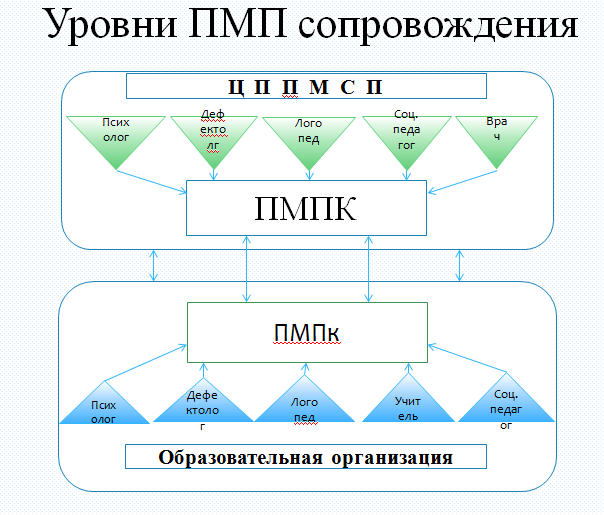 Уровни ПМП сопровождения
Ц П П М С П
Псих
олог
Деф
екто
лг
Лого
пед
Соц.
педа
гог
Вра
ч
ПМПК
ПМПк
Псих
олог
Дефе
ктоло
г
Лого
пед
Учит
ель
Соц.
педаг
ог
Образовательная организация